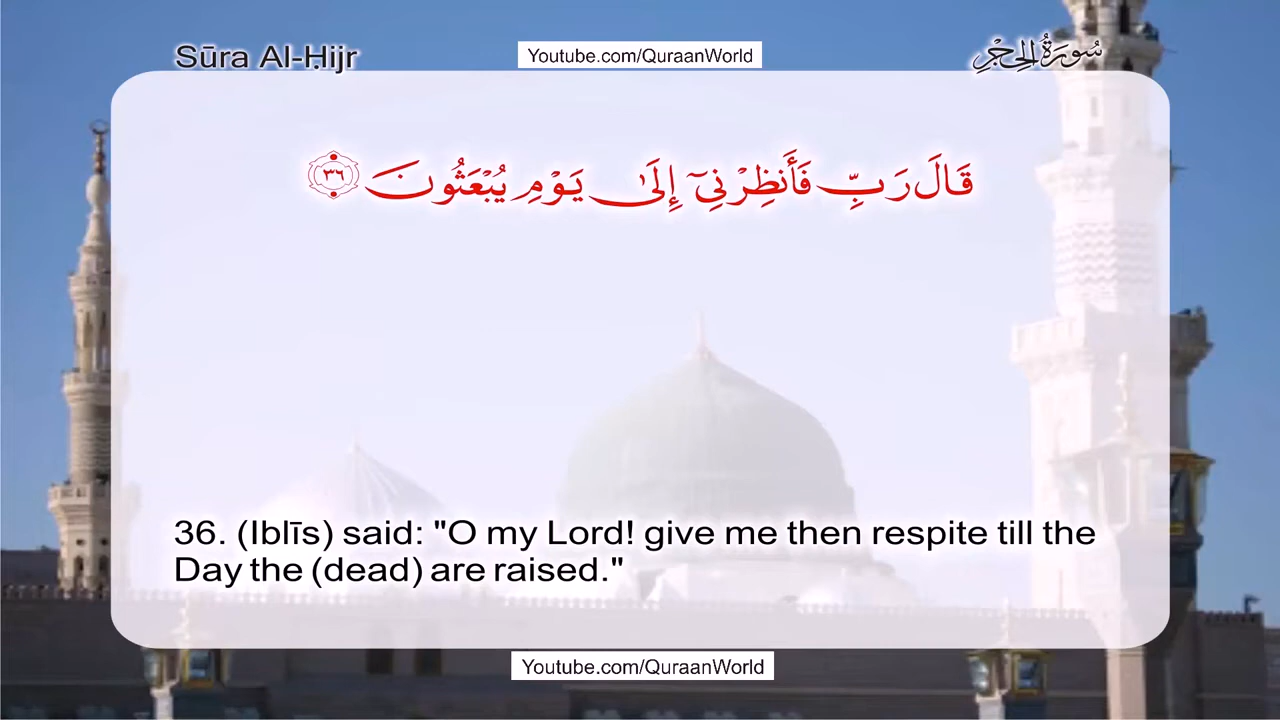 Sūra Al-Ḥijr
Youtube.com/QuraanWorld
سُورَةُ الحِجْرِ
قَالَ رَبِّ فَأَنظِرْنِىٓ إِلَىٰ يَوْمِ يُبْعَثُونَ ٣٦
36. (Iblīs) said: "O my Lord! give me then respite till the
Day the (dead) are raised."
Youtube.com/QuraanWorld